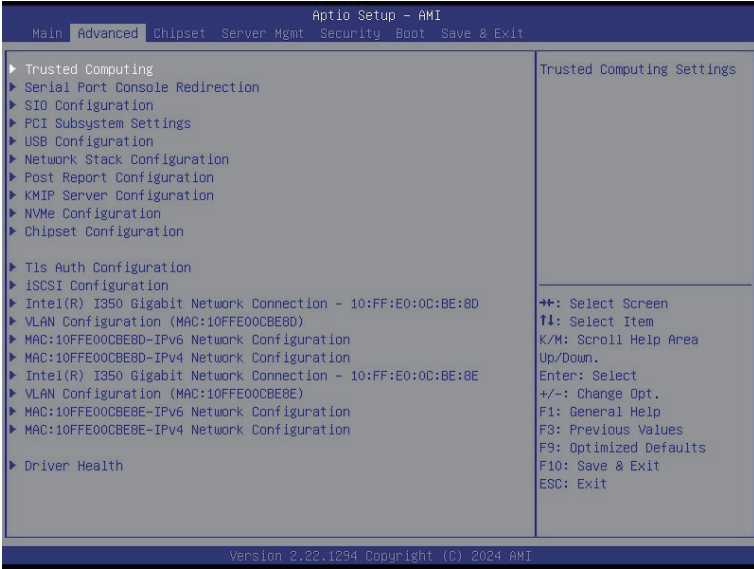 Aptio Setup - AMI
Main Advanced Chipset Server Mgmt Security Boot Save & Exit
Trusted Computing
Serial Port Console Redirection
SIO Configuration
PCI Subsystem Settings
USB Configuration
Network Stack Configuration
Post Report Configuration
KMIP Server Configuration
NVMe Configuration
Chipset Configuration
Tls Auth Configuration
iSCSI Configuration
Intel(R) I350 Gigabit Network Connection - 10:FF:E0:0C:BE:8D
VLAN Configuration (MAC:10FFE00CBE8D)
MAC:10FFE00CBE8D-IPv6 Network Configuration
MAC:10FFE00CBE8D-IPv4 Network Configuration
Intel(R) I350 Gigabit Network Connection - 10:FF:E0:0C:BE:8E
VLAN Configuration (MAC:10FFE00CBE8E)
MAC:10FFE00CBE8E-IPv6 Network Configuration
MAC:10FFE00CBE8E-IPv4 Network Configuration
Driver Health
Trusted Computing Settings
→←: Select Screen
↑↓: Select Item
K/M: Scroll Help Area
Up/Down.
Enter: Select
+/-: Change Opt.
F1: General Help
F3: Previous Values
F9: Optimized Defaults
F10: Save & Exit
ESC: Exit
Version 2.22.1294 Copyright (C) 2024 AMI